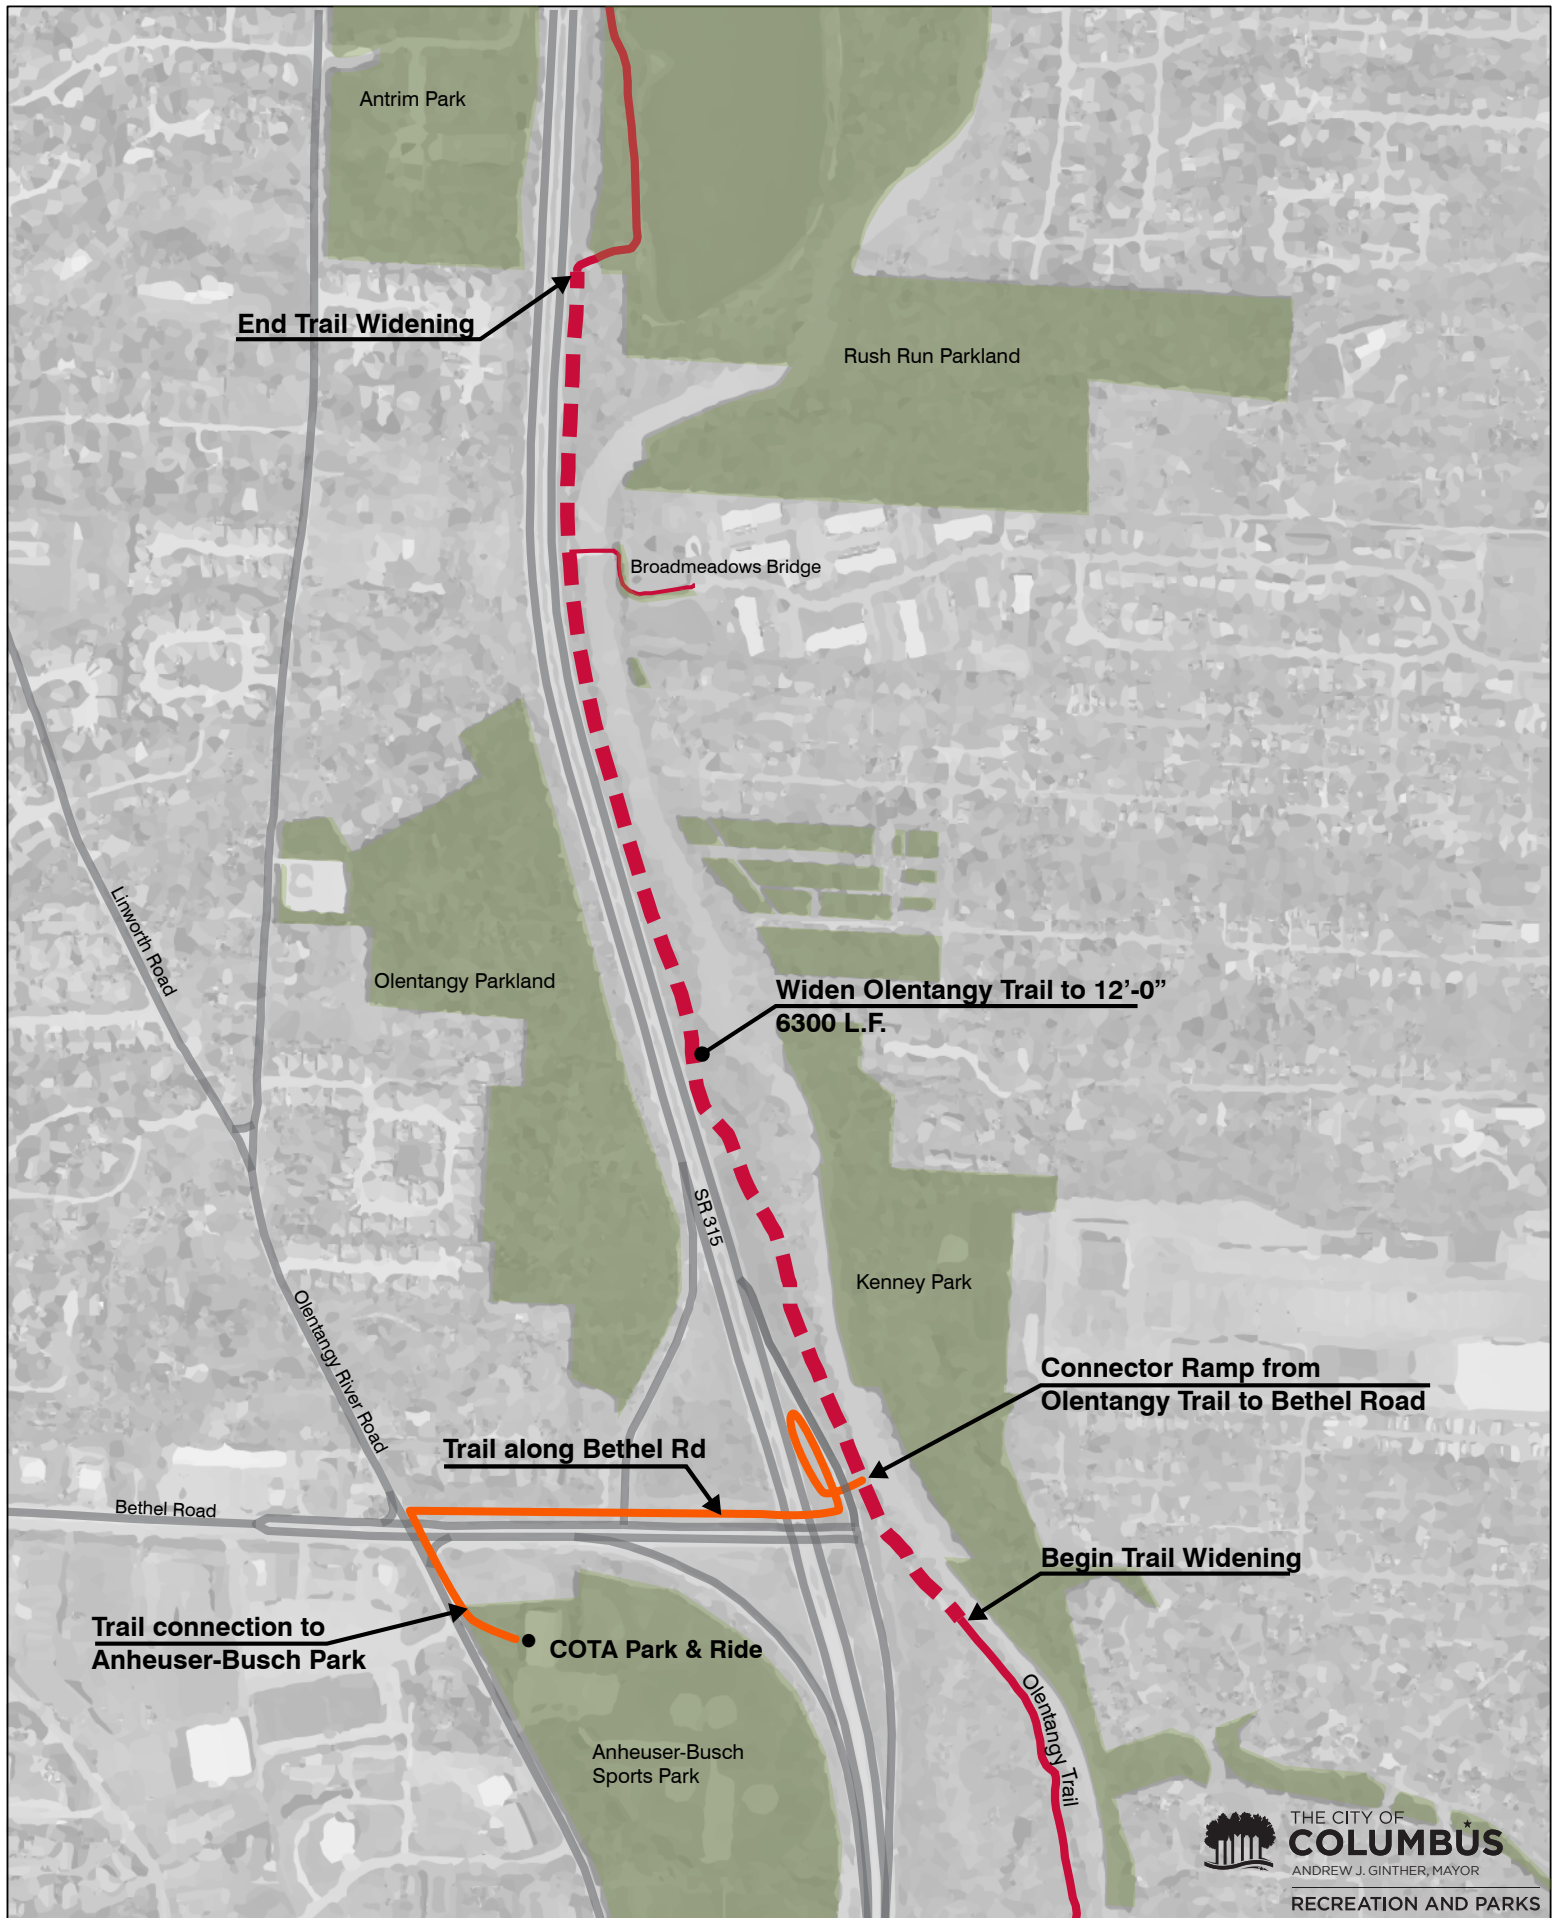 Antrim Park
End Trail Widening
Rush Run Parkland
Broadmeadows Bridge
Linworth Road
Olentangy Parkland
Widen Olentangy Trail to 12’-0”
6300 L.F.
SR 315
Kenney Park
Olentangy River Road
Connector Ramp from
Olentangy Trail to Bethel Road
Trail along Bethel Rd
Bethel Road
Begin Trail Widening
Trail connection to
Anheuser-Busch Park
COTA Park & Ride
Olentangy Trail
Anheuser-Busch
Sports Park
THE CITY OF
COLUMBUS
ANDREW J. GINTHER, MAYOR
RECREATION AND PARKS